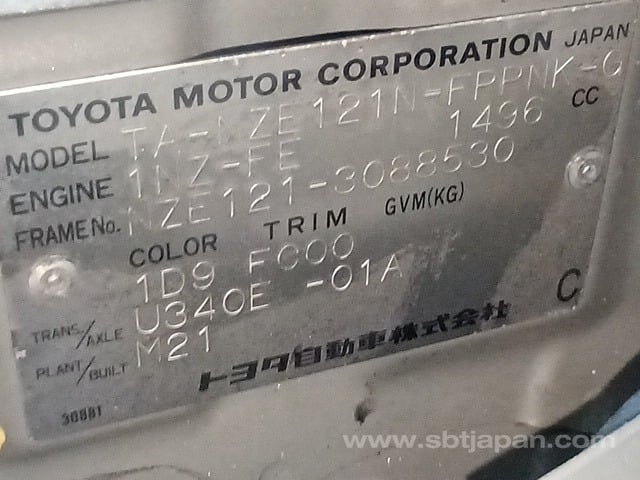 TOYOTA MOTOR CORPORATION JAPAN
MODEL TA-NZE121N-FPPNK-G
ENGINE 1NZ-FE 1496 CC
FRAME No. NZE121-3088530
COLOR TRIM GVM(KG)
1D9 FC00
TRANS/AXLE U340E -01A
PLANT/BUILT M21 C
トヨタ自動車株式会社
36881
www.sbtjapan.com